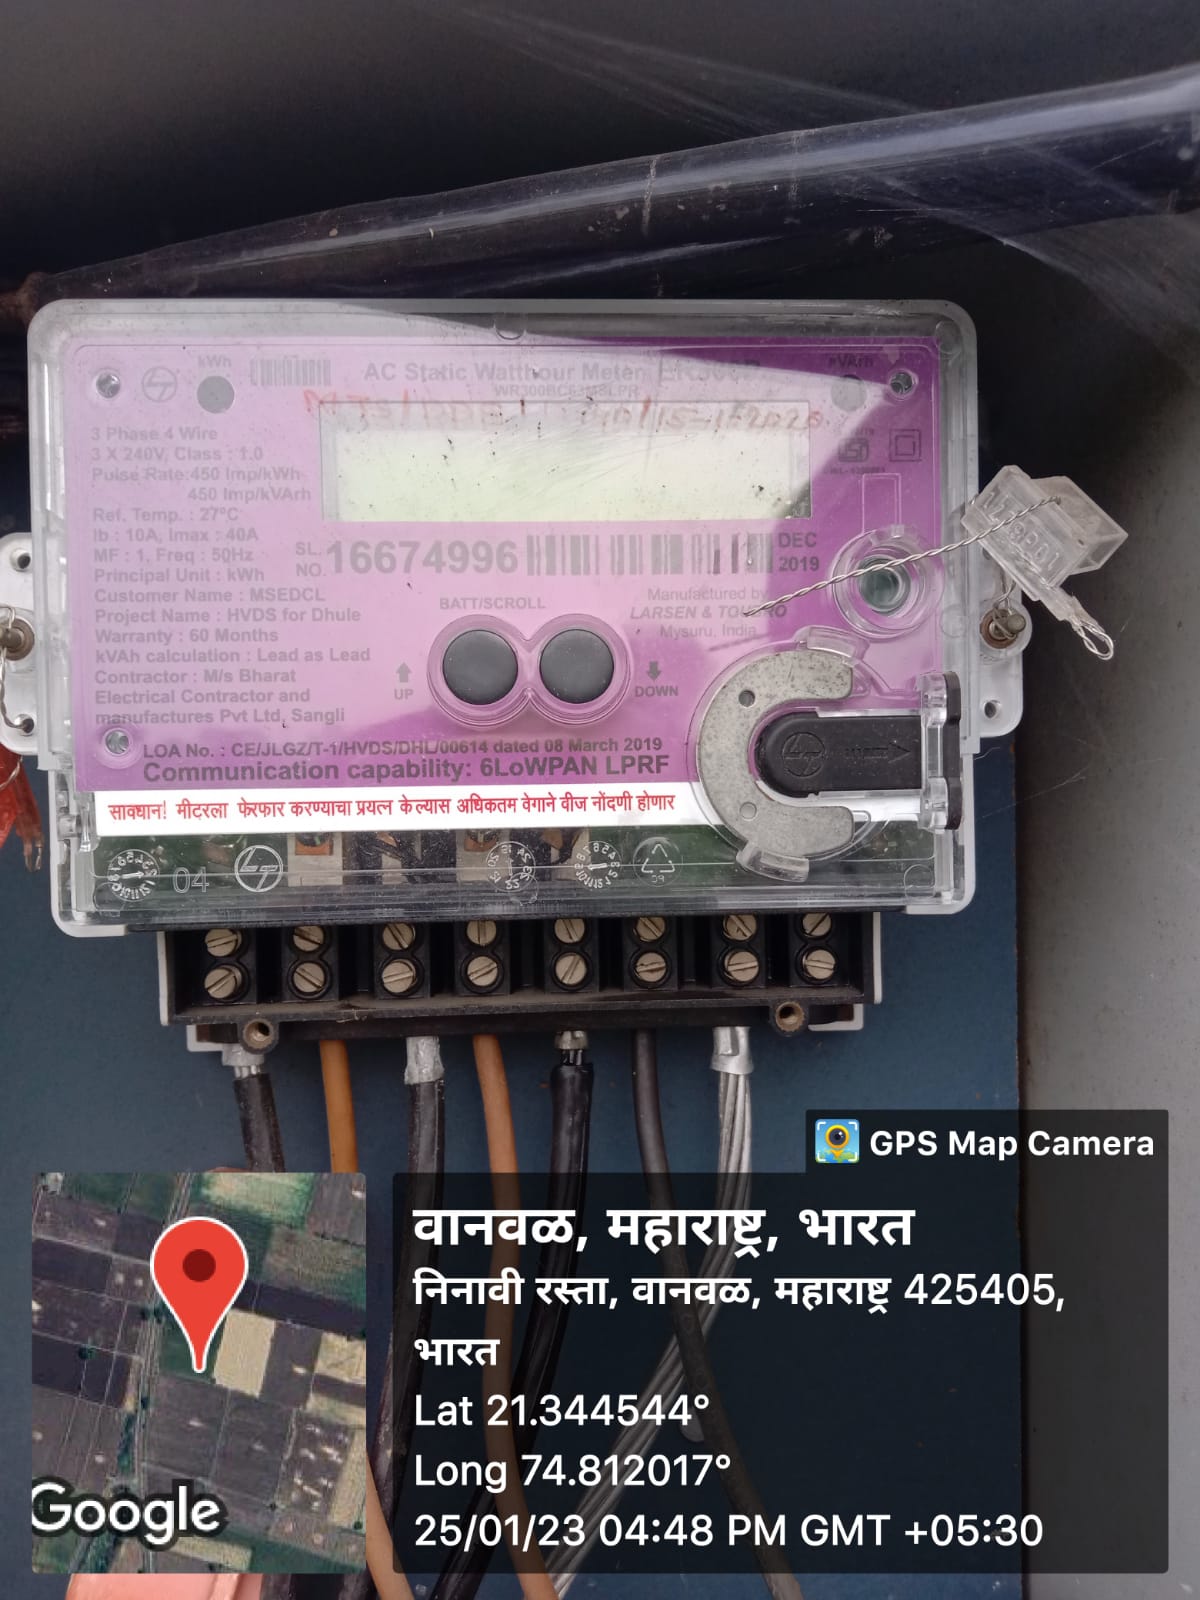 kWh
AC Static Watthour Meter
kVArh
WR300BC63M8LPR
3 Phase 4 Wire
3 X 240V, Class : 1.0
Pulse Rate:450 Imp/kWh
450 Imp/kVArh
Ref. Temp. : 27°C
Ib : 10A, Imax : 40A
MF : 1, Freq : 50Hz
Principal Unit : kWh
Customer Name : MSEDCL
Project Name : HVDS for Dhule
Warranty : 60 Months
kVAh calculation : Lead as Lead
Contractor : M/s Bharat
Electrical Contractor and
manufactures Pvt Ltd, Sangli
SL. NO. 16674996
DEC
2019
BATT/SCROLL
UP
DOWN
Manufactured by
LARSEN & TOUBRO
Mysuru, India
LOA No. : CE/JLGZ/T-1/HVDS/DHL/00614 dated 08 March 2019
Communication capability: 6LoWPAN LPRF
सावधान! मीटरला फेरफार करण्याचा प्रयत्न केल्यास अधिकतम वेगाने वीज नोंदणी होणार
04
GPS Map Camera
वानवळ, महाराष्ट्र, भारत
निनावी रस्ता, वानवळ, महाराष्ट्र 425405,
भारत
Lat 21.344544°
Long 74.812017°
25/01/23 04:48 PM GMT +05:30
Google